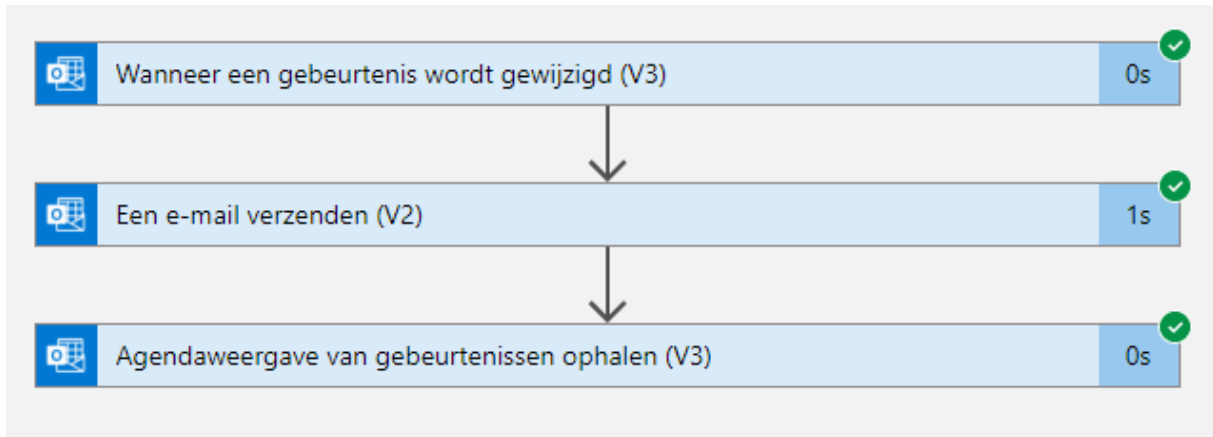 Wanneer een gebeurtenis wordt gewijzigd (V3) 0s
Een e-mail verzenden (V2) 1s
Agendaweergave van gebeurtenissen ophalen (V3) 0s